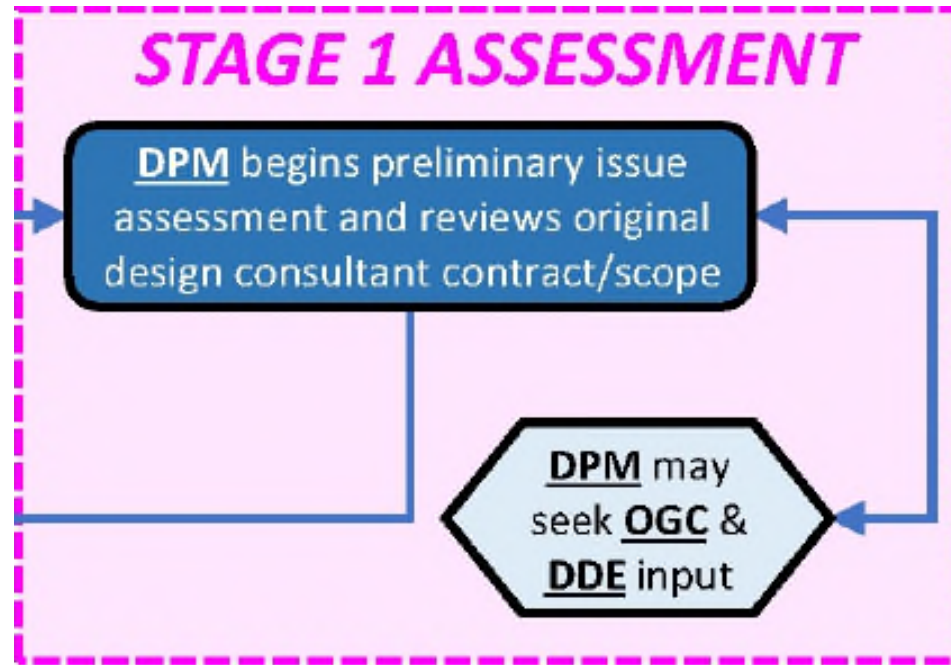 STAGE 1 ASSESSMENT
DPM begins preliminary issue
assessment and reviews original
design consultant contract/scope
DPM may
seek OGC &
DDE input